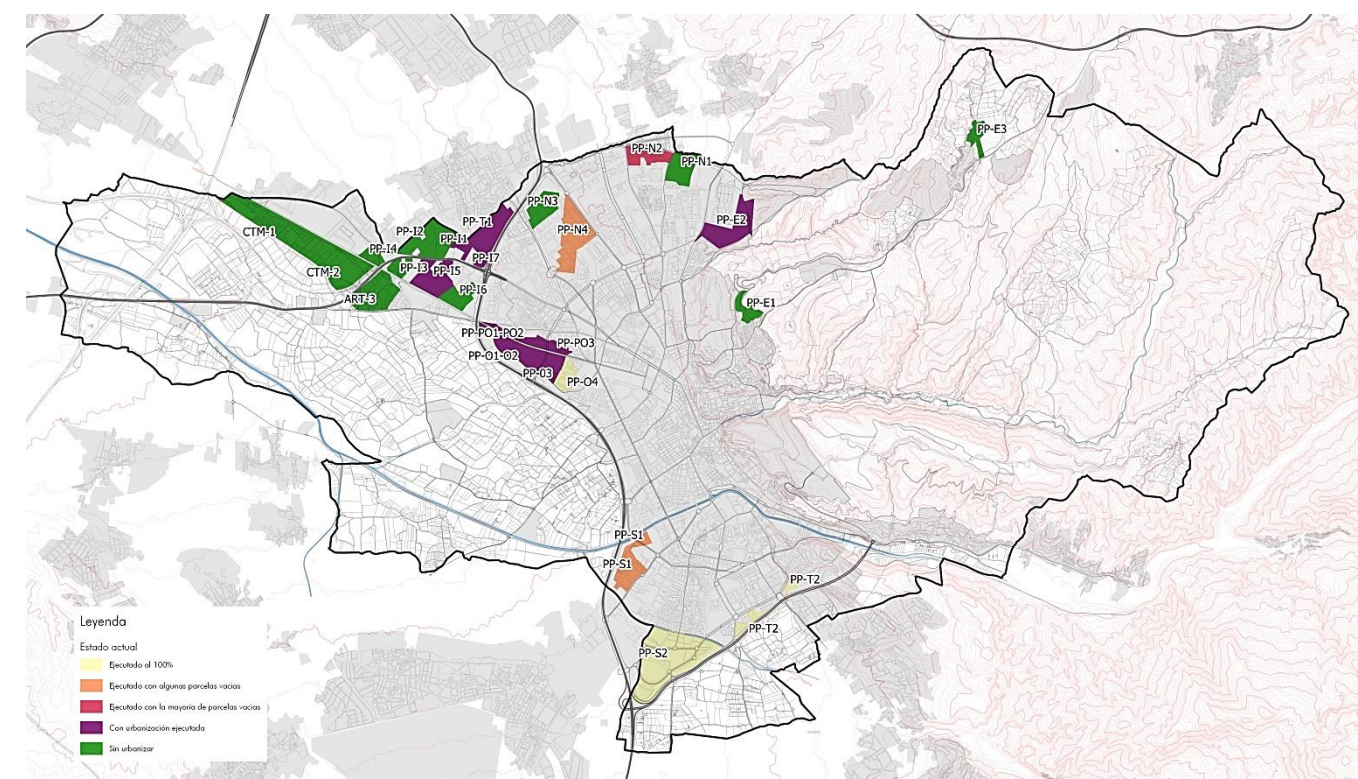 PP-E3
PP-N2
PP-N1
PP-N3
PP-T1
PP-N4
PP-E2
PP-I2
PP-I1
CTM-1
PP-I4
PP-I7
PP-I3
PP-I5
CTM-2
PP-I6
ART-3
PP-E1
PP-PO1-PO2
PP-PO3
PP-O1-O2
PP-03
PP-O4
PP-S1
PP-S1
PP-T2
PP-T2
PP-S2
Leyenda
Estado actual
Ejecutado al 100%
Ejecutado con algunas parcelas vacias
Ejecutado con la mayoría de parcelas vacias
Con urbanización ejecutada
Sin urbanizar